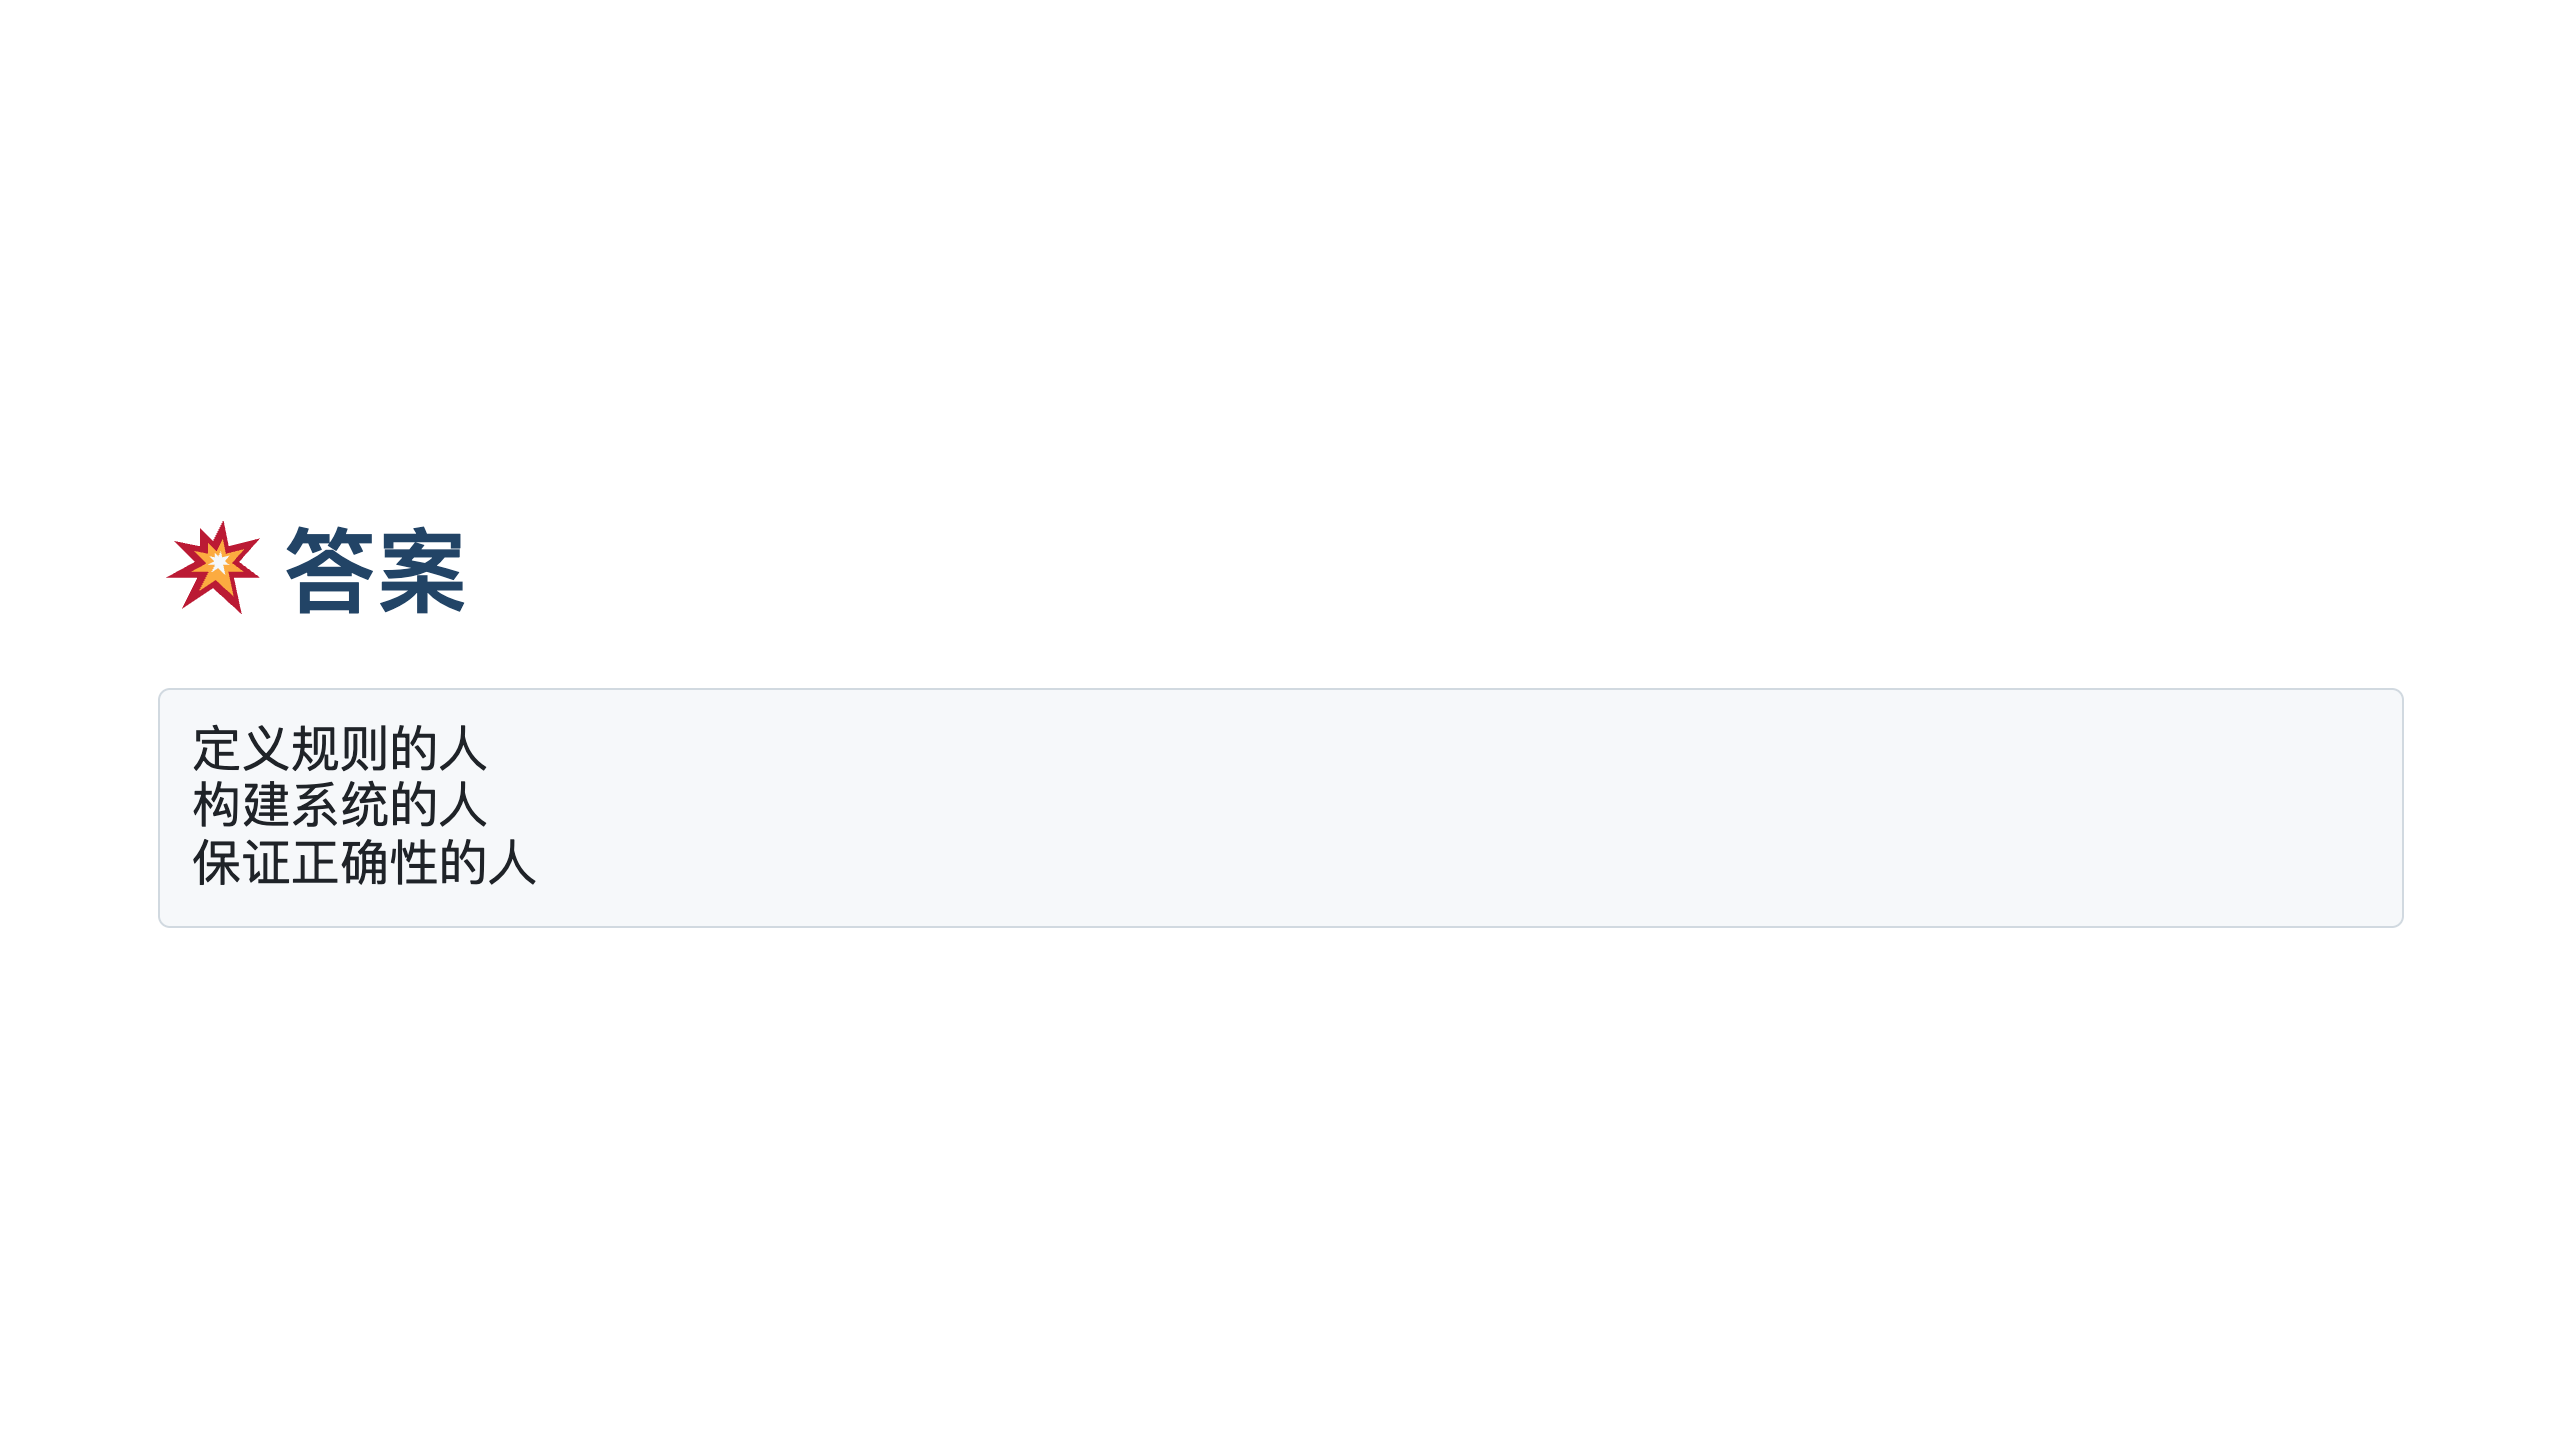 💥 答案
定义规则的人
构建系统的人
保证正确性的人